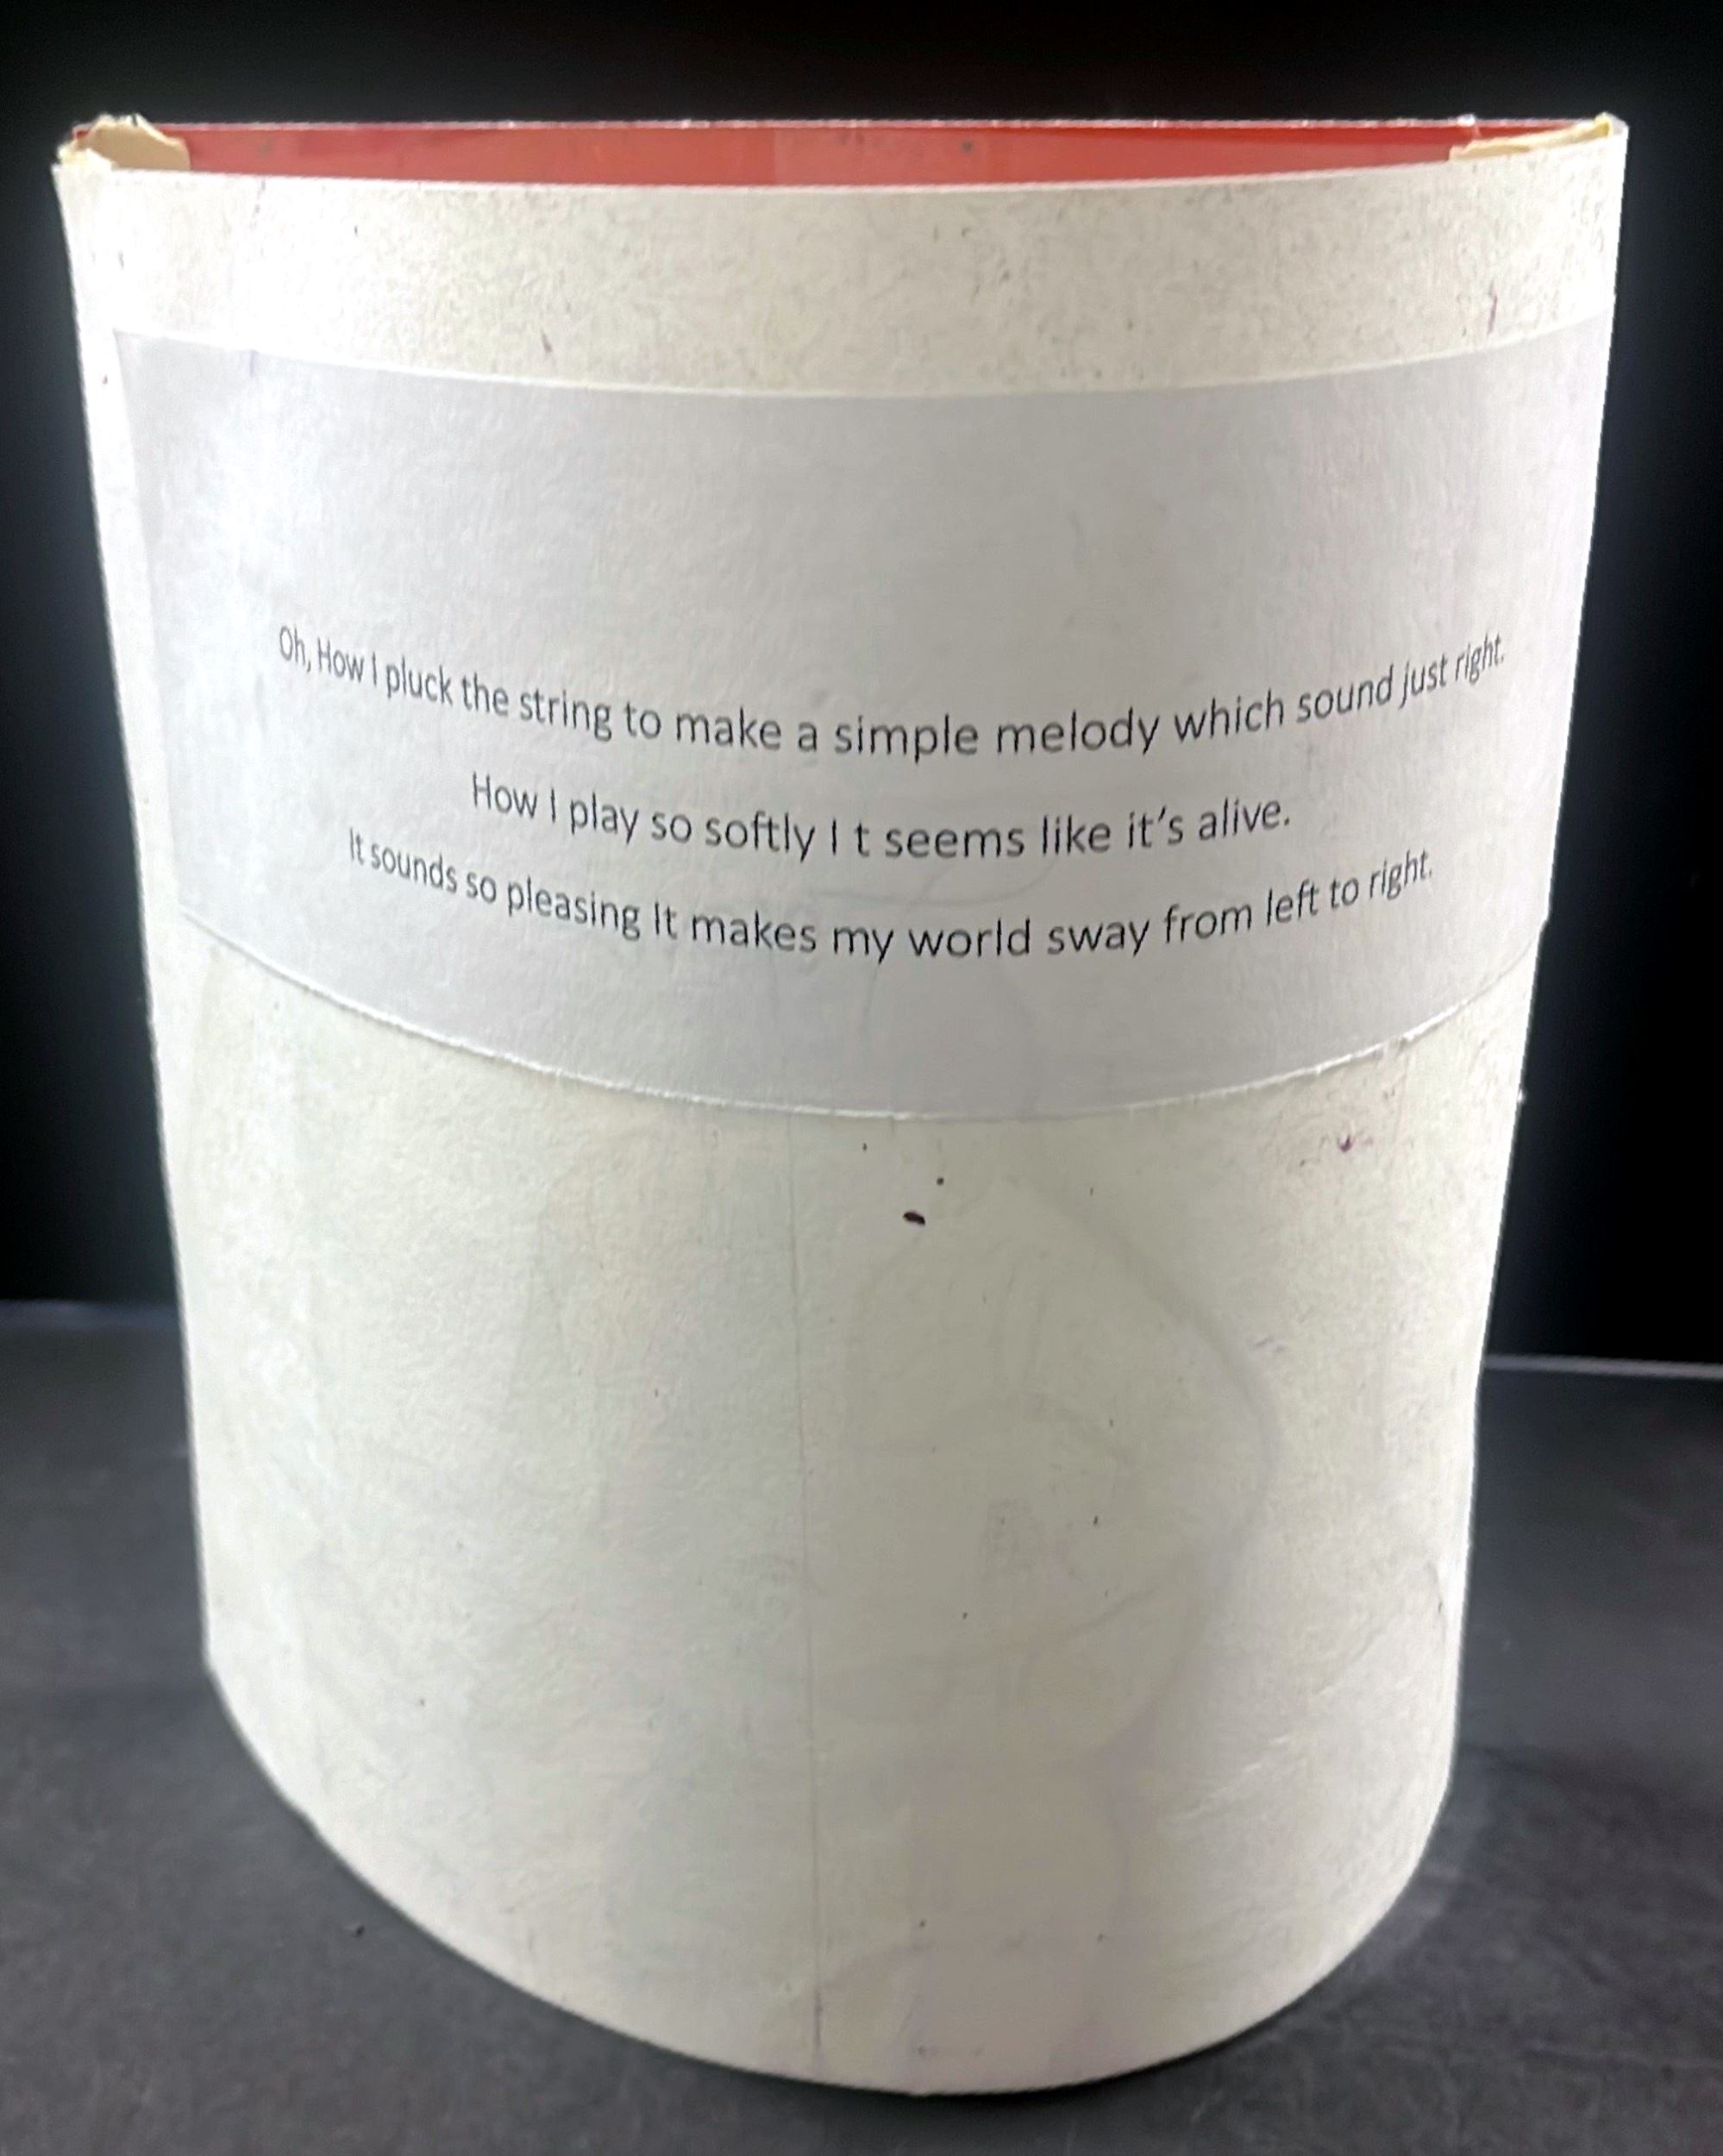 Oh, How I pluck the string to make a simple melody which sound just right.
How I play so softly I t seems like it's alive.
It sounds so pleasing It makes my world sway from left to right.